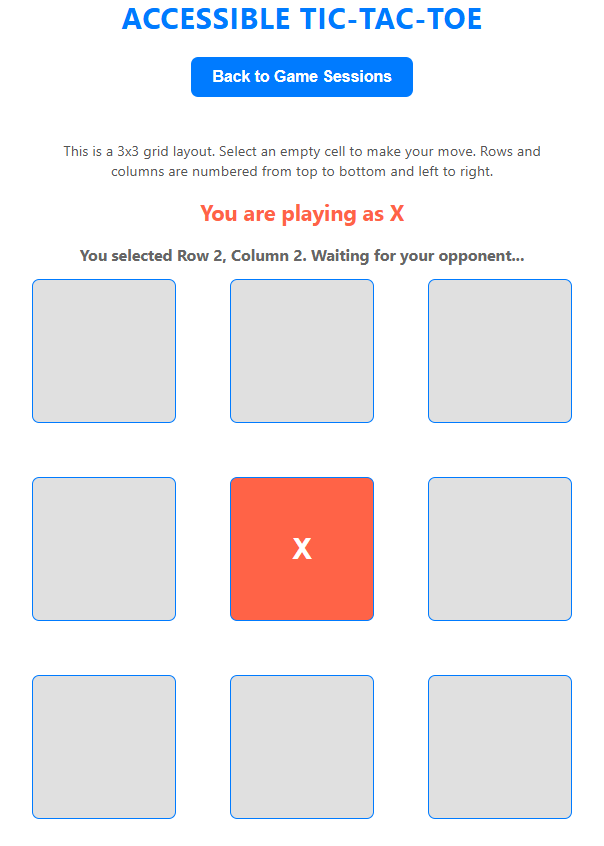 ACCESSIBLE TIC-TAC-TOE
Back to Game Sessions
This is a 3x3 grid layout. Select an empty cell to make your move. Rows and
columns are numbered from top to bottom and left to right.
You are playing as X
You selected Row 2, Column 2. Waiting for your opponent...
X